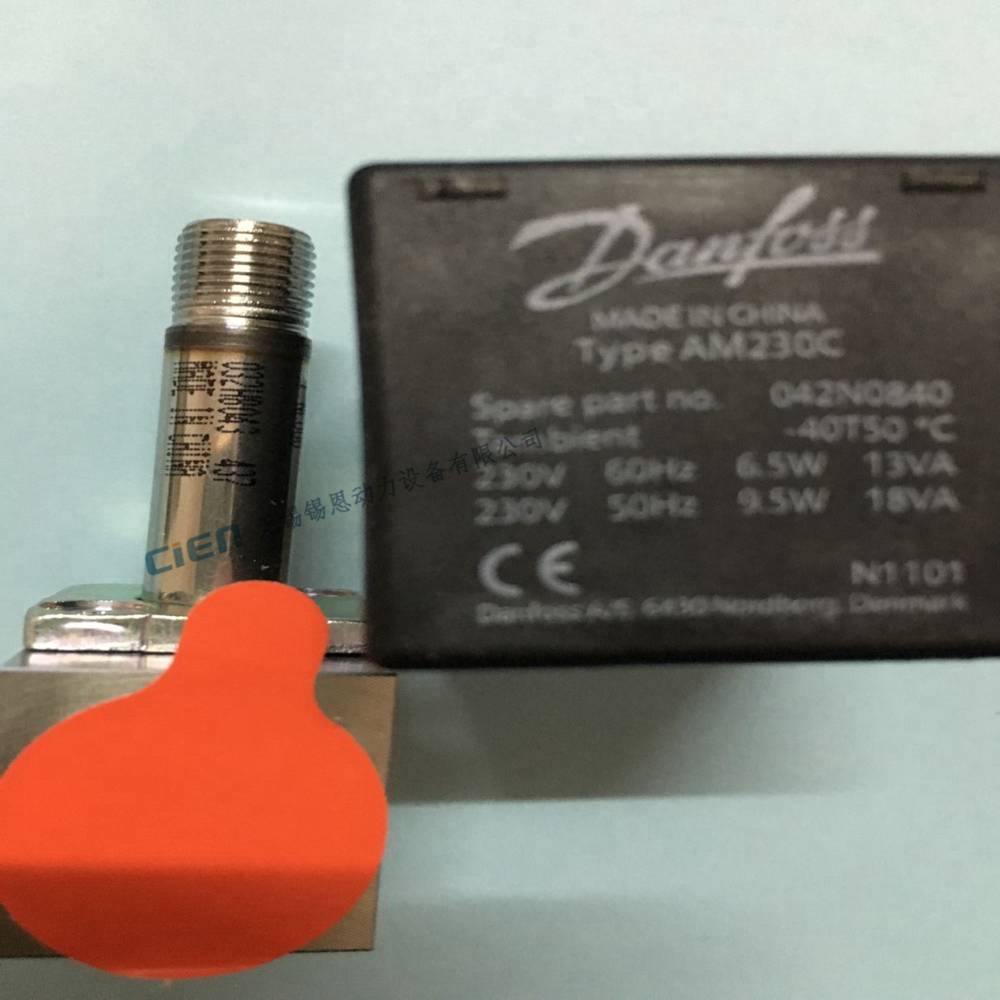 Danfoss
MADE IN CHINA
Type AM230C
Spare part no. 042N0840
-40T50 °C
230V 60Hz 6.5W 13VA
230V 50Hz 9.5W 18VA
CE
N1101
Danfoss A/S, 6430 Nordborg, Denmark
CiEn
锡恩动力设备有限公司